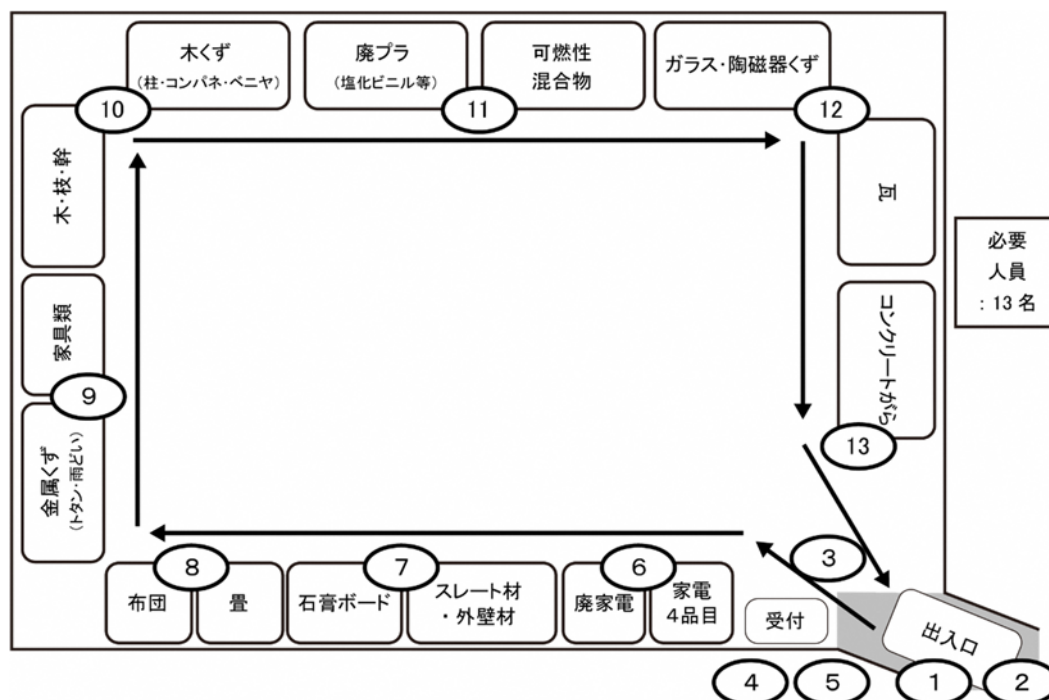 木くず
(柱・コンパネ・ベニヤ)
廃プラ
(塩化ビニル等)
可燃性
混合物
ガラス・陶磁器くず
10
11
12
木・枝・幹
瓦
必要
人員
：13 名
家具類
コンクリートがら
9
金属くず
(トタン・雨どい)
13
3
8
7
6
布団
畳
石膏ボード
スレート材
・外壁材
廃家電
家電
4品目
受付
出入口
4
5
1
2